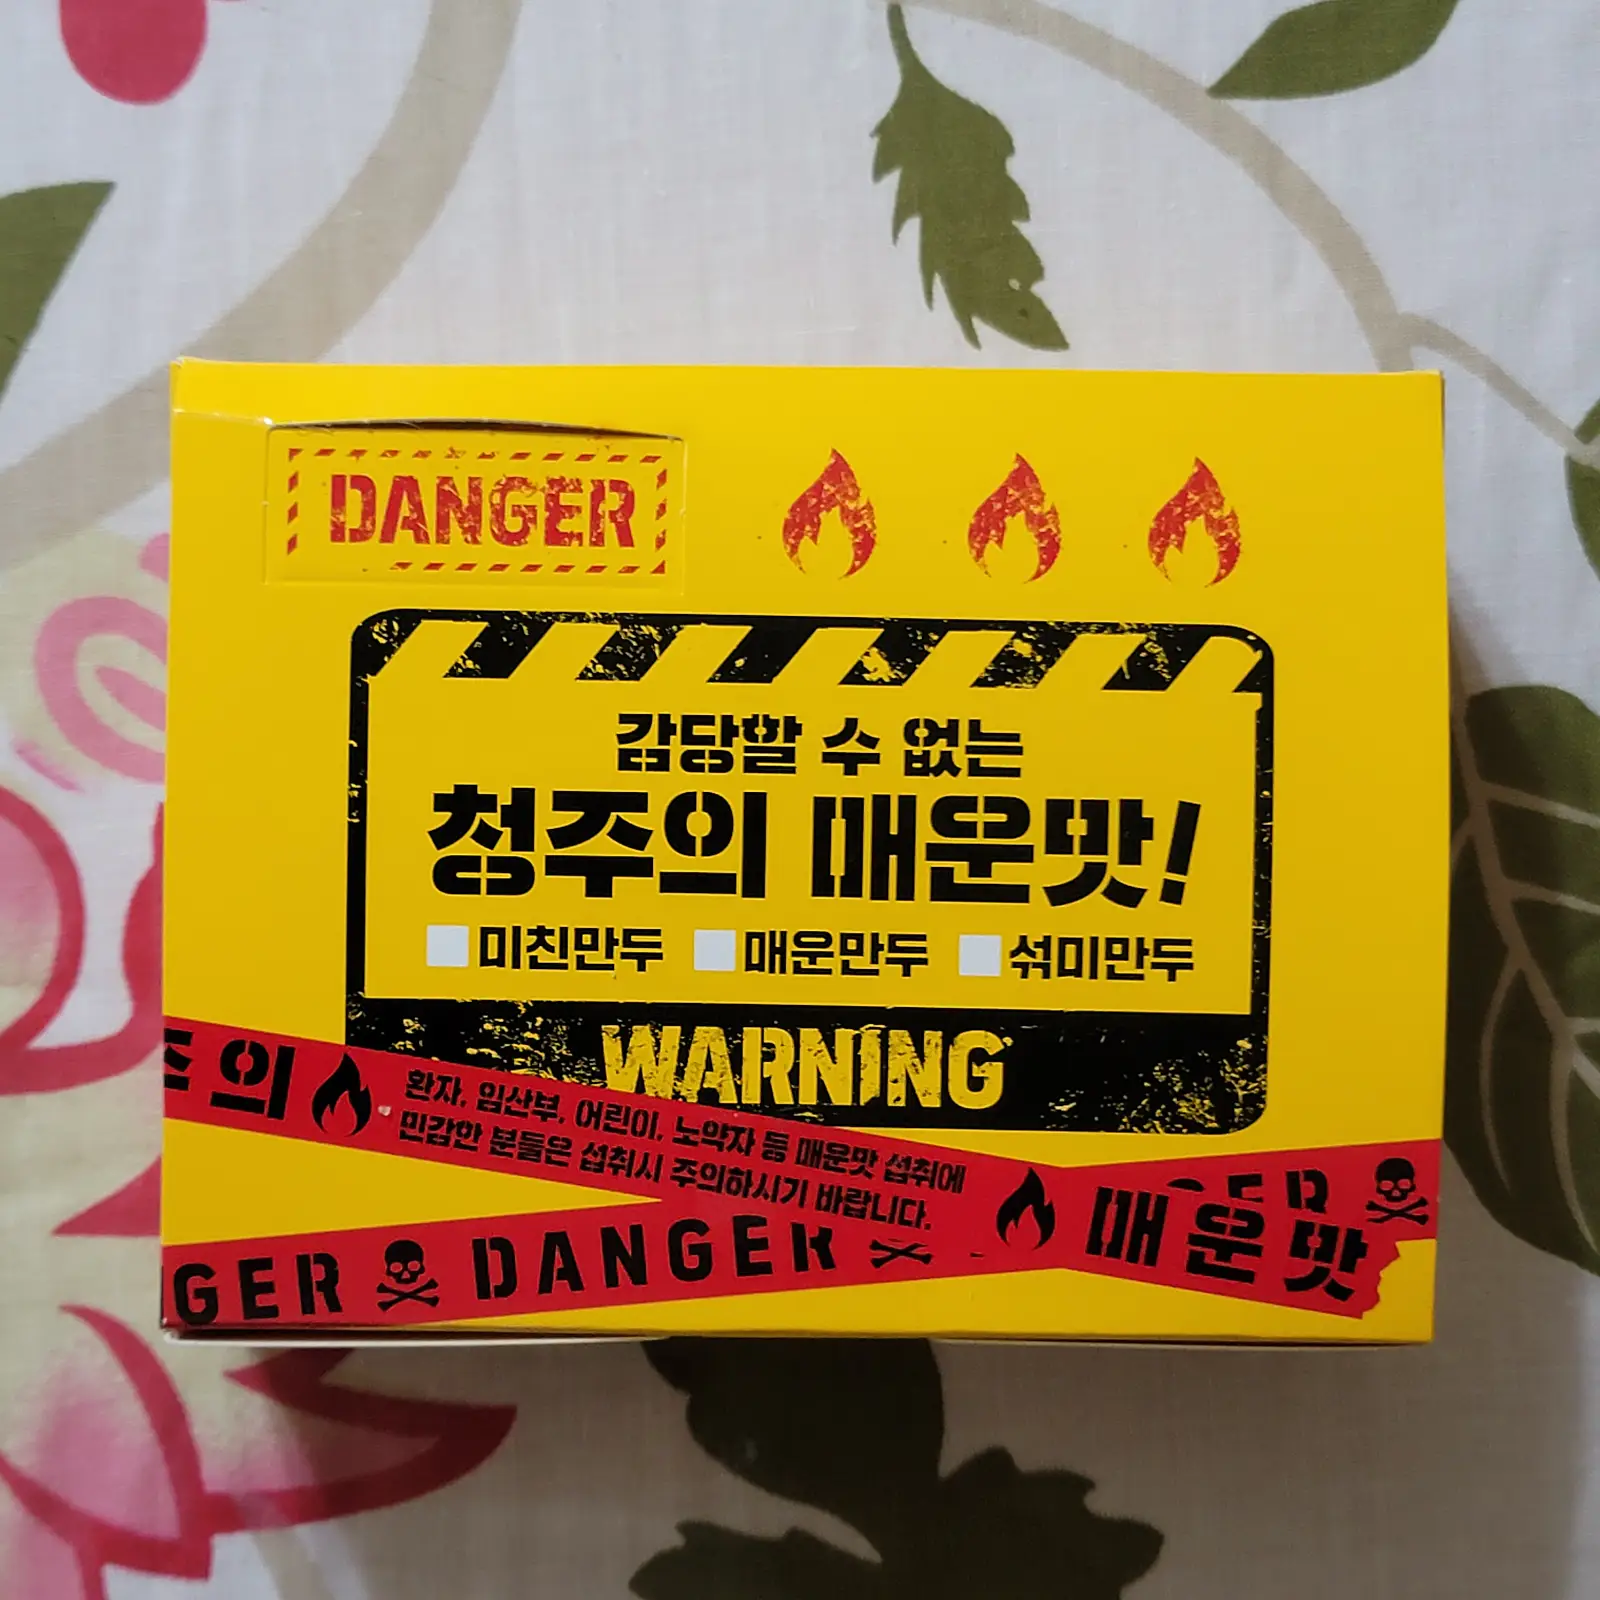 DANGER
감당할 수 없는
청주의 매운맛!
미친만두 매운만두 섞미만두
WARNING
주의
환자, 임산부, 어린이, 노약자 등 매운맛 섭취에
민감한 분들은 섭취시 주의하시기 바랍니다.
매운맛
GER DANGER GER